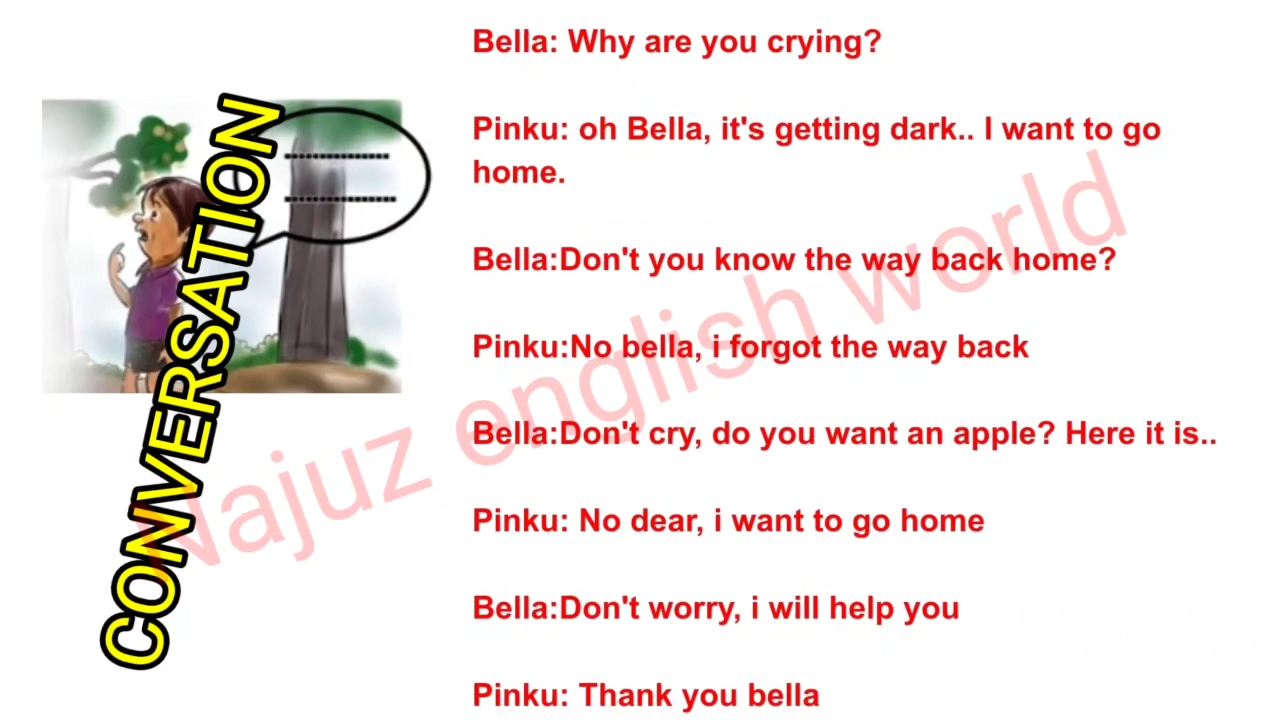 CONVERSATION
Bella: Why are you crying?
Pinku: oh Bella, it's getting dark.. I want to go
home.
Bella:Don't you know the way back home?
Pinku:No bella, i forgot the way back
Bella:Don't cry, do you want an apple? Here it is..
Pinku: No dear, i want to go home
Bella:Don't worry, i will help you
Pinku: Thank you bella
Najuz english world